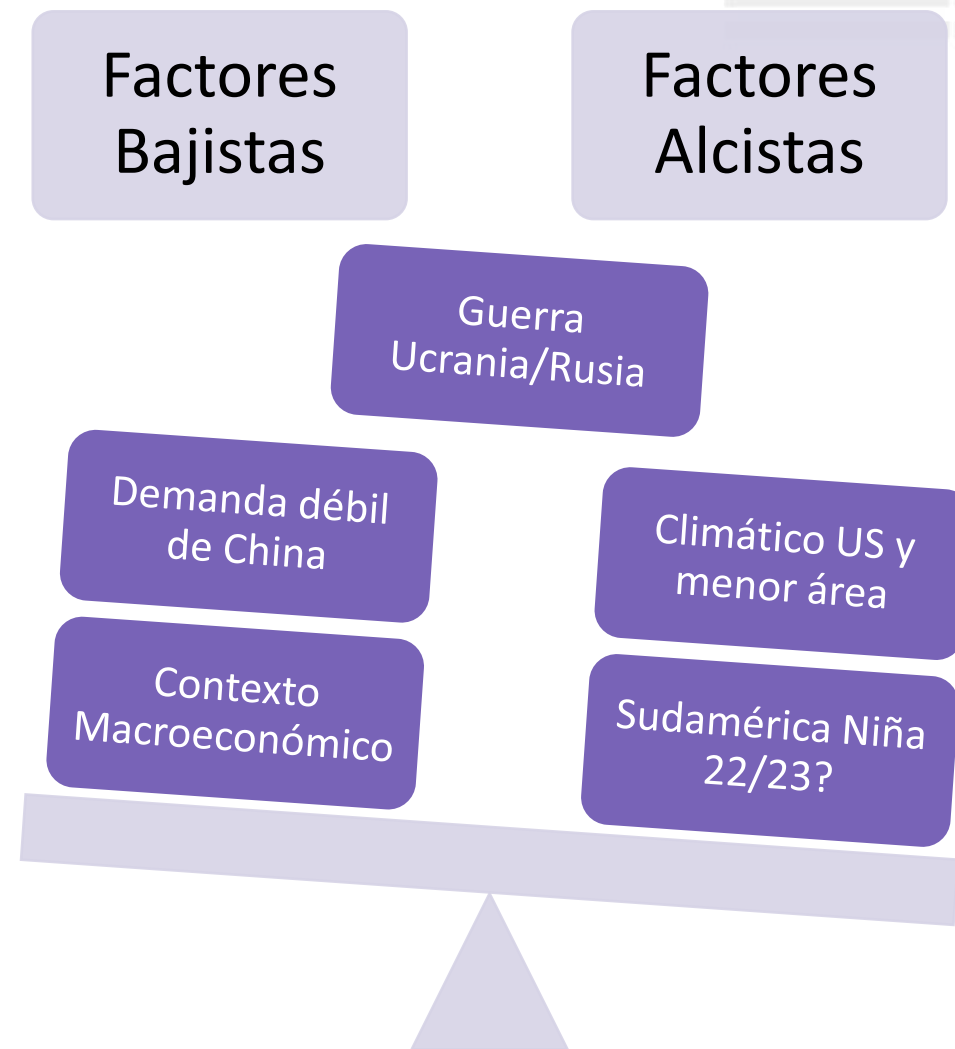 Factores
Bajistas
Factores
Alcistas
Guerra
Ucrania/Rusia
Demanda débil
de China
Climático US y
menor área
Contexto
Macroeconómico
Sudamérica Niña
22/23?